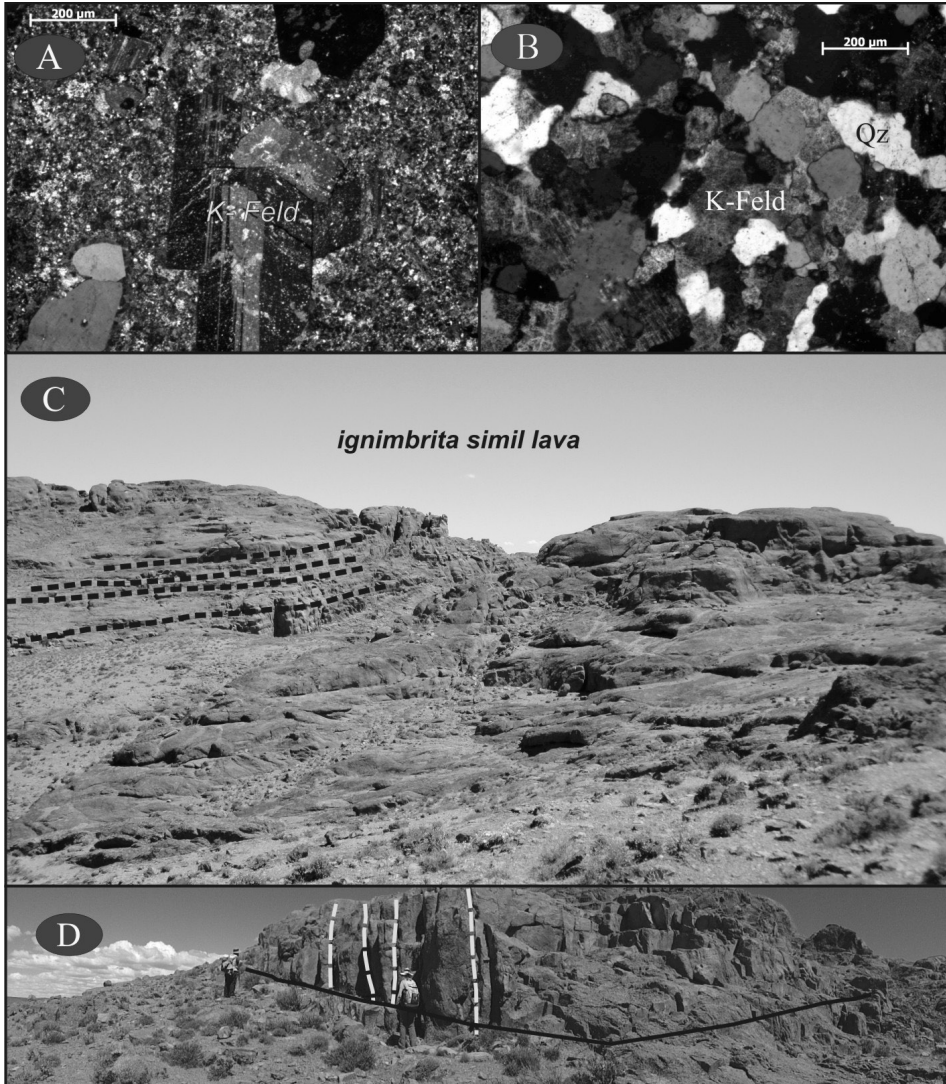 200 µm
A
K- Feld
B
200 µm
Qz
K-Feld
C
ignimbrita simil lava
D